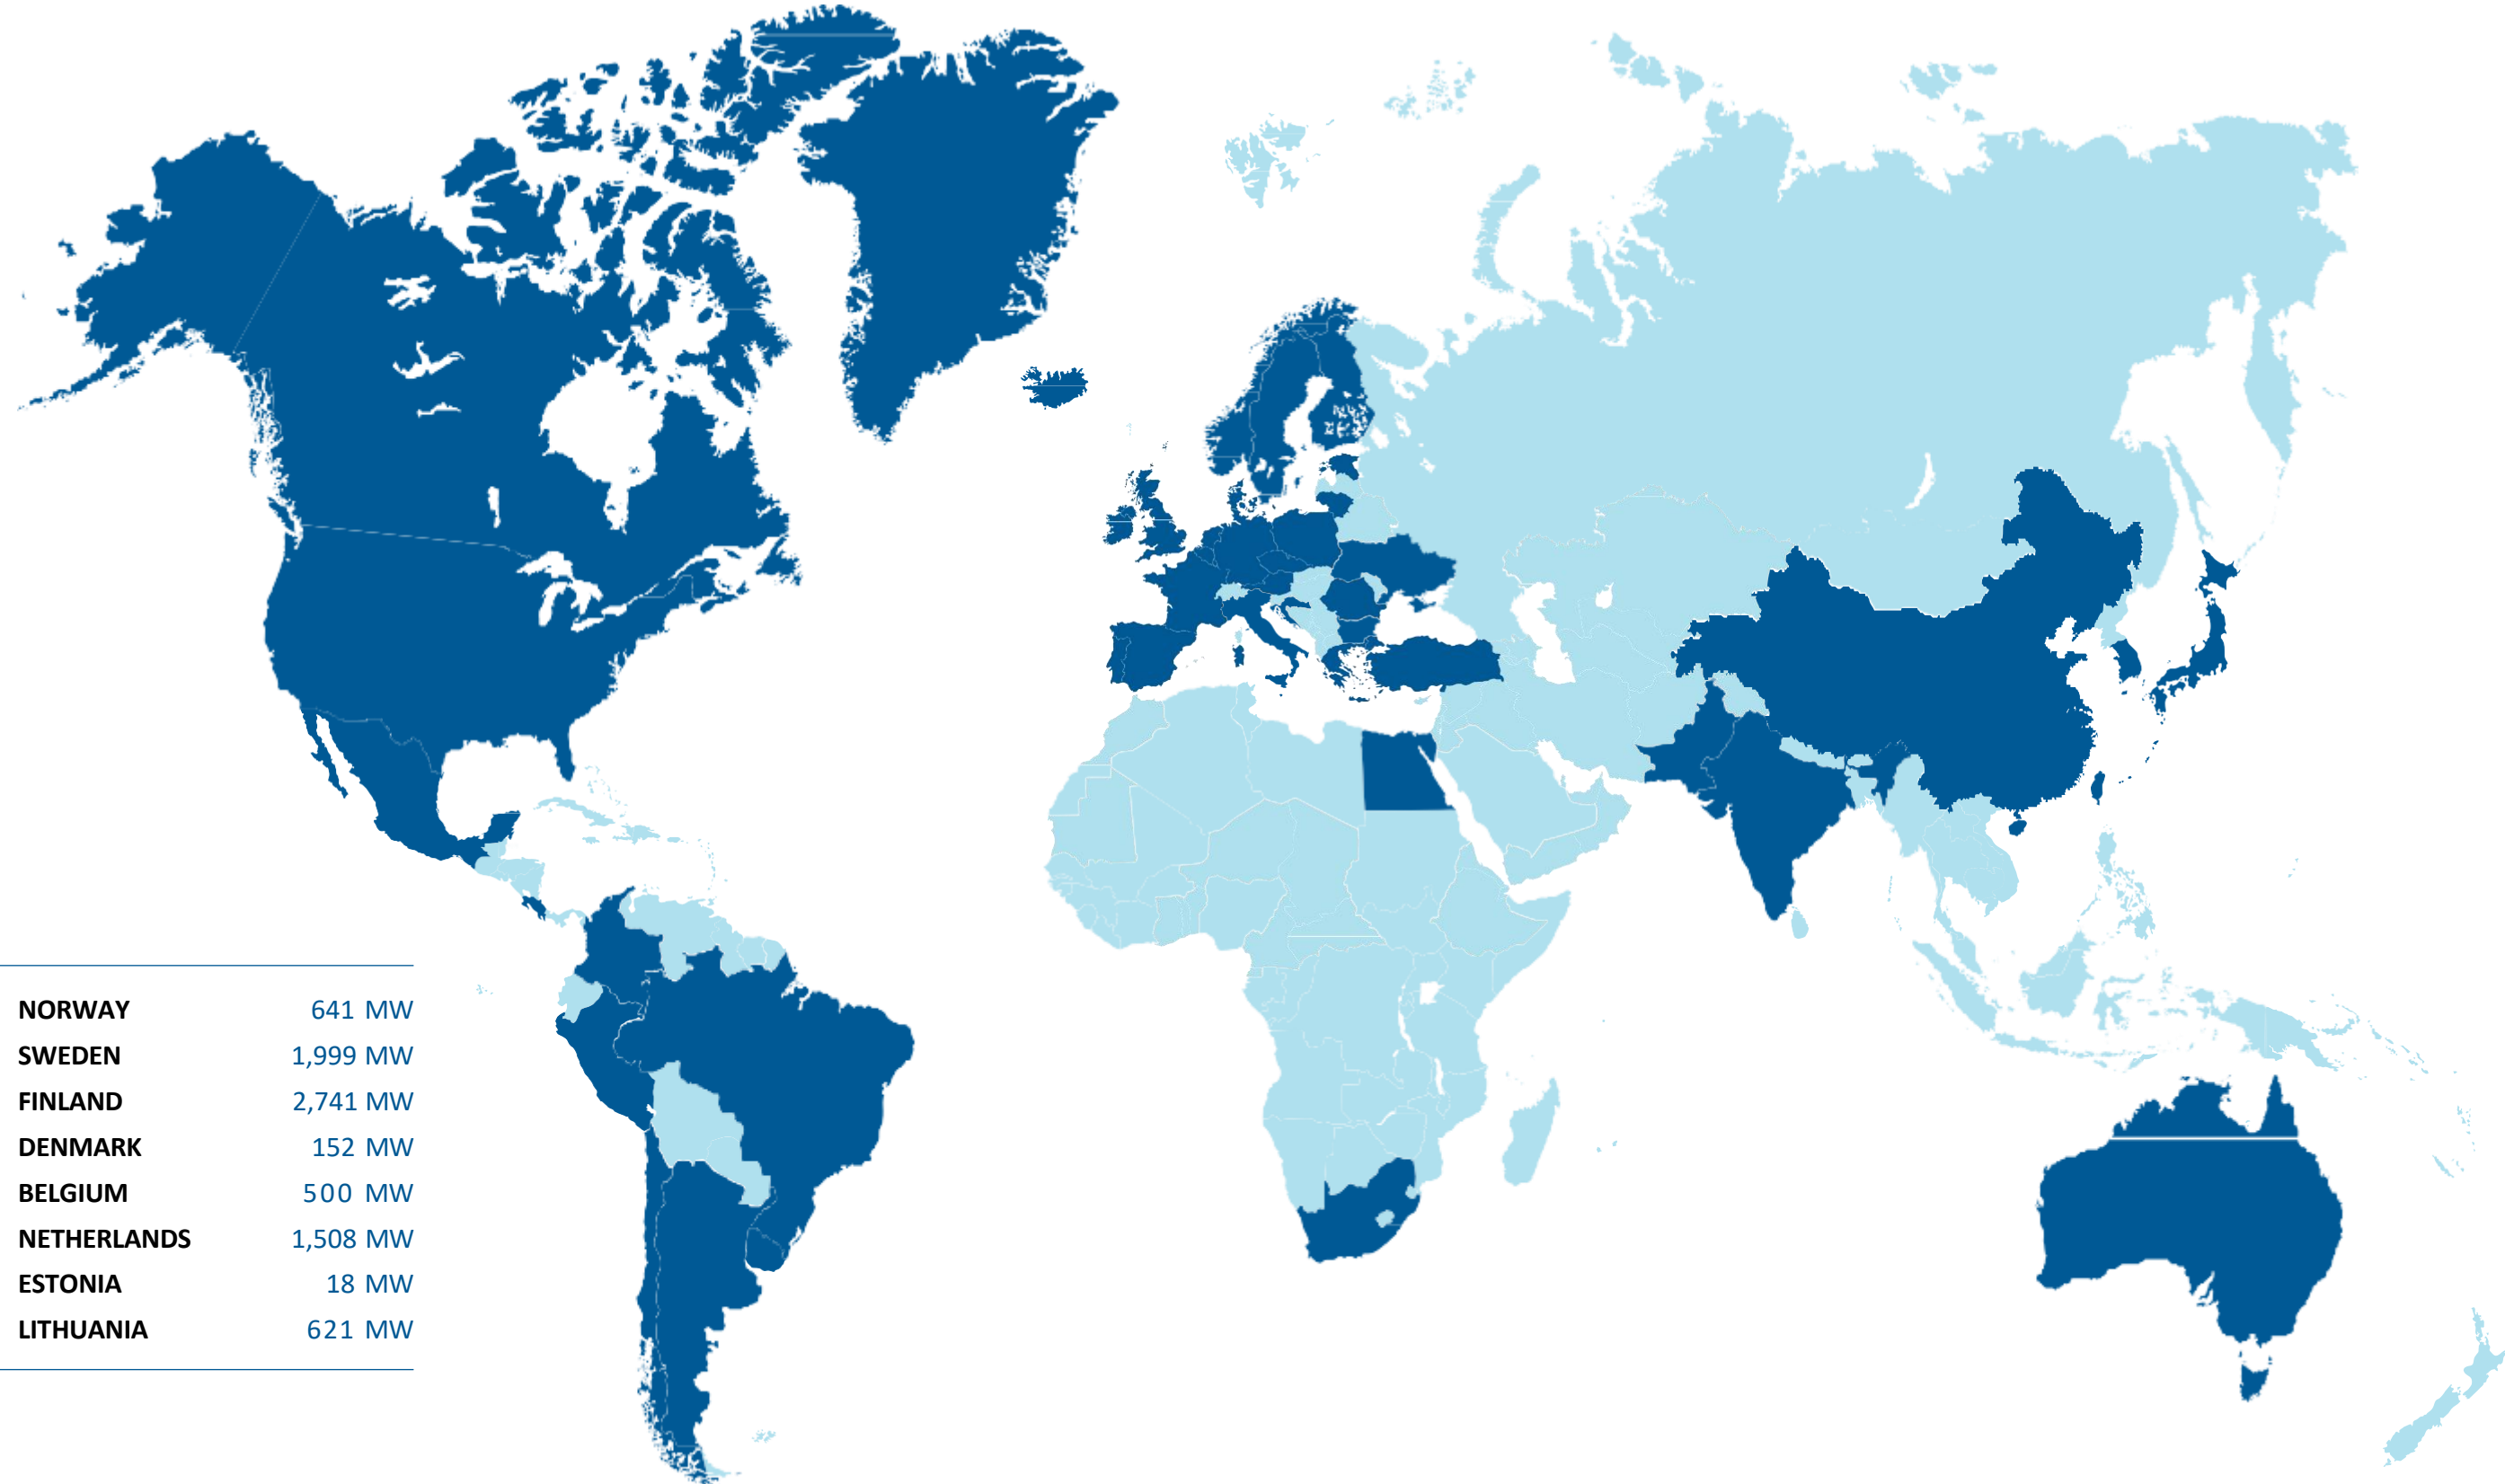 NORWAY 641 MW
SWEDEN 1,999 MW
FINLAND 2,741 MW
DENMARK 152 MW
BELGIUM 500 MW
NETHERLANDS 1,508 MW
ESTONIA 18 MW
LITHUANIA 621 MW